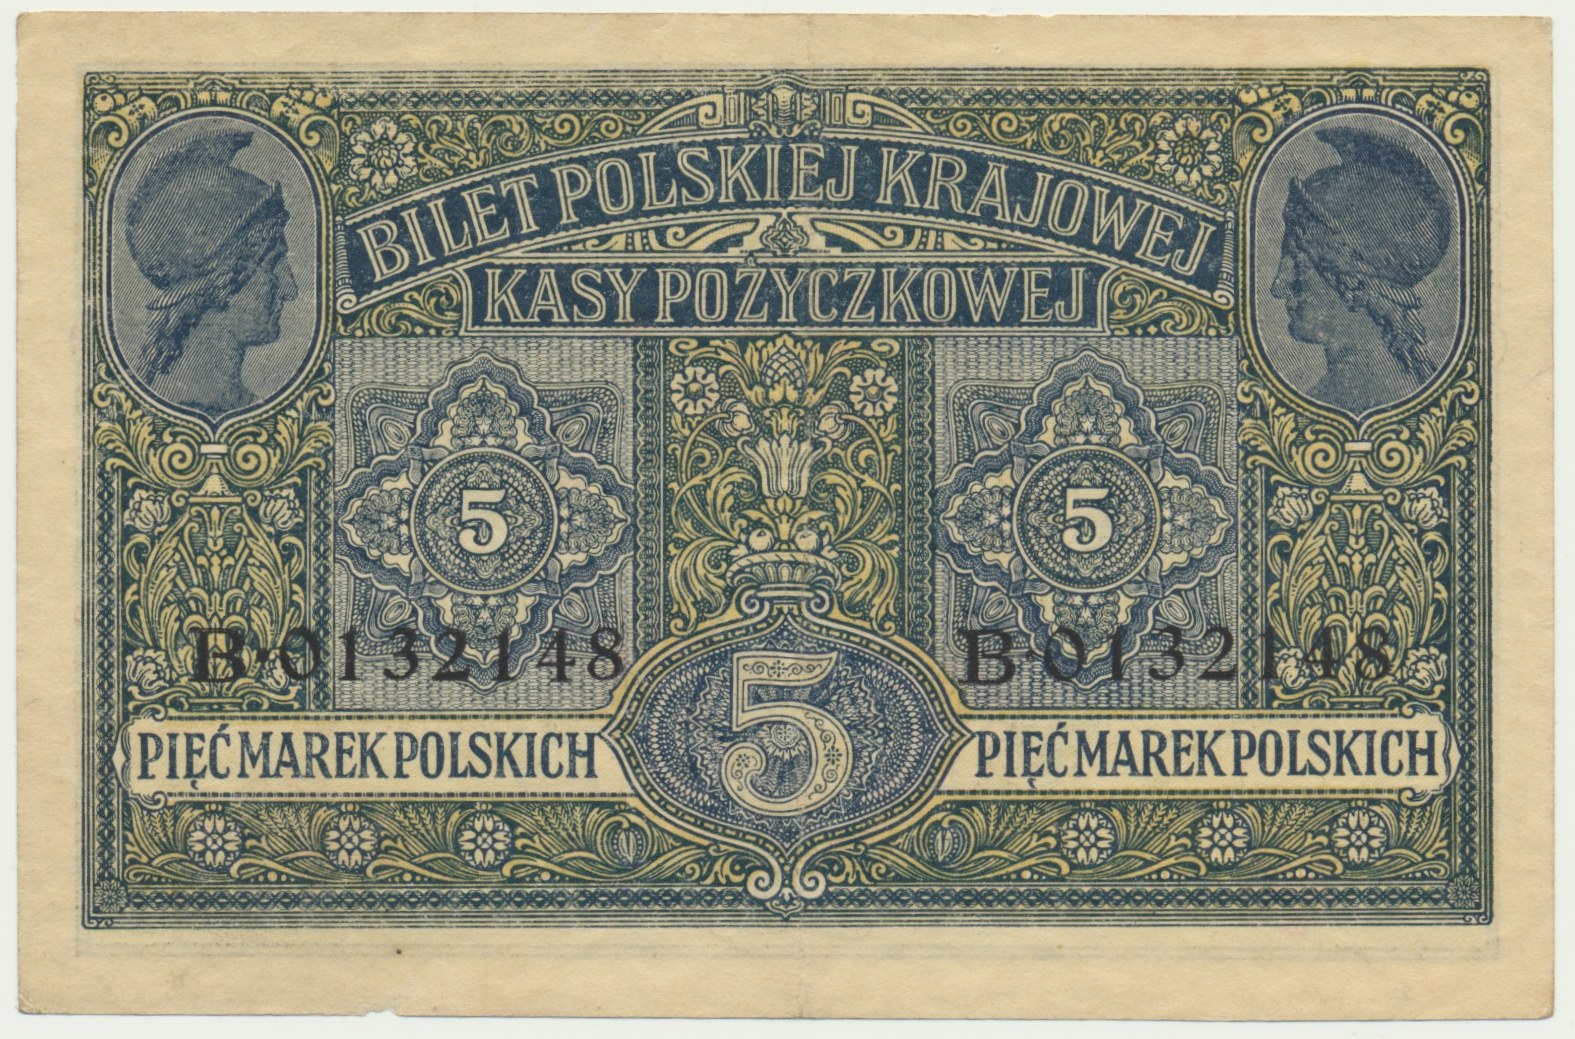 BILET POLSKIEJ KRAJOWEJ
KASY POŻYCZKOWEJ
5 5
B·0132148 B·0132148
5
PIĘĆ MAREK POLSKICH PIĘĆ MAREK POLSKICH